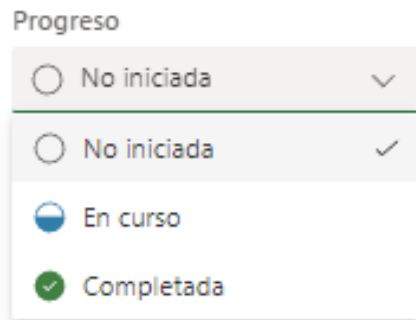 Progreso
No iniciada
No iniciada
En curso
Completada